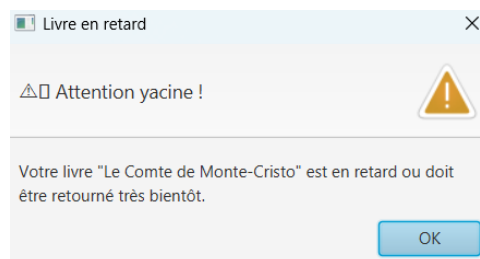 Livre en retard
⚠▯ Attention yacine !
Votre livre "Le Comte de Monte-Cristo" est en retard ou doit
être retourné très bientôt.
OK